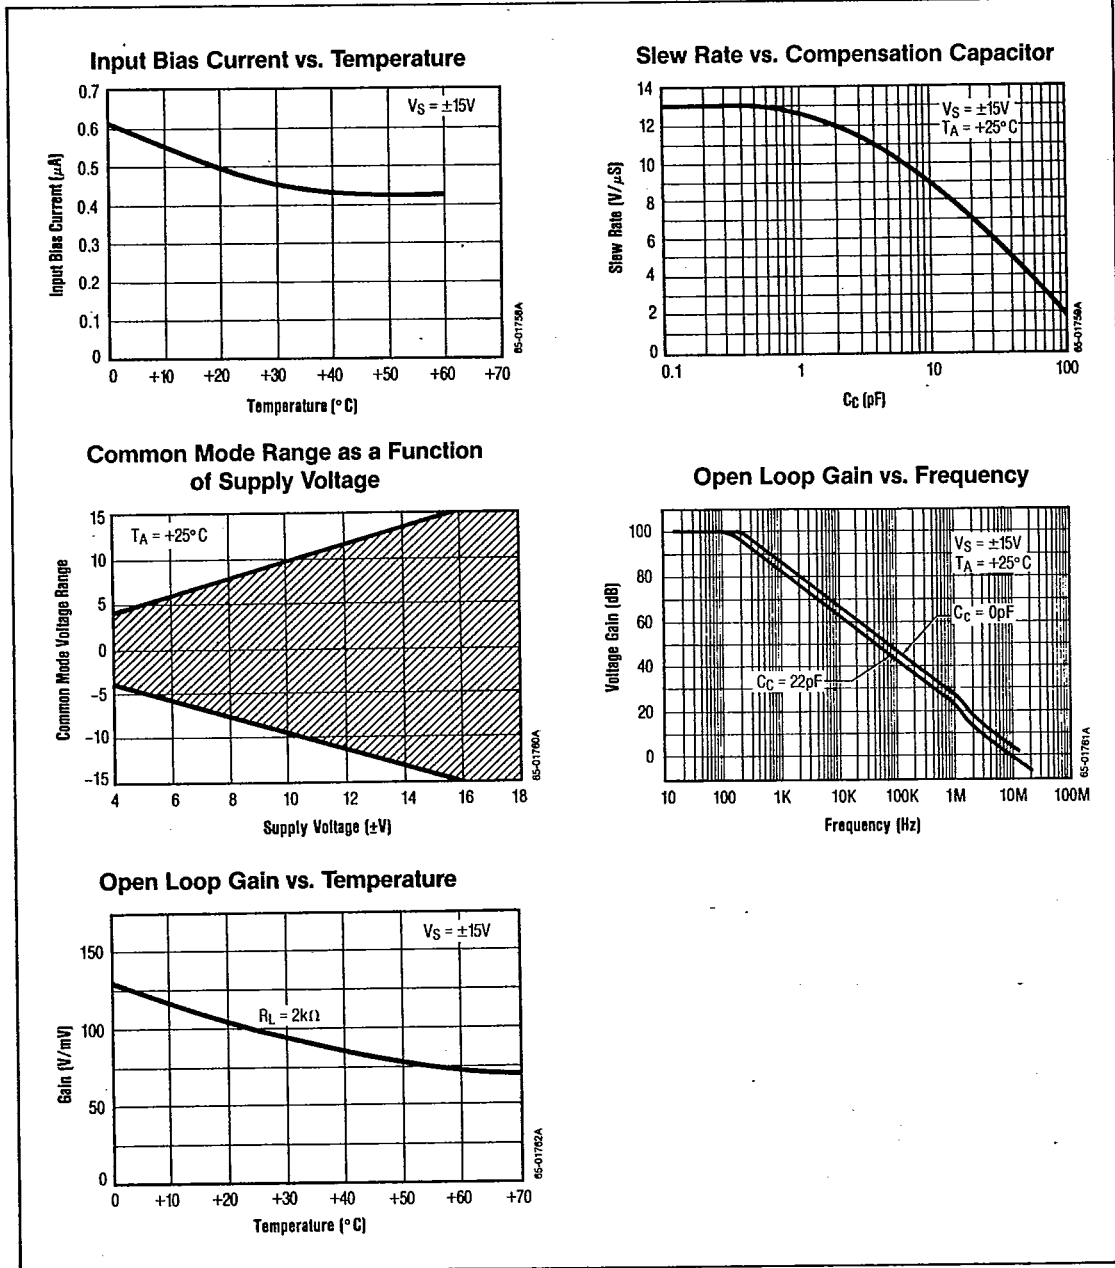 Input Bias Current vs. Temperature
Input Bias Current (μA)
0.7
0.6
0.5
0.4
0.3
0.2
0.1
0
VS = ±15V
0 +10 +20 +30 +40 +50 +60 +70
Temperature (°C)
65-01758A
Slew Rate vs. Compensation Capacitor
Slew Rate (V/μS)
14
12
10
8
6
4
2
0
VS = ±15V
TA = +25°C
0.1 1 10 100
CC (pF)
65-01759A
Common Mode Range as a Function
of Supply Voltage
Common Mode Voltage Range
15
10
5
0
−5
−10
−15
TA = +25°C
4 6 8 10 12 14 16 18
Supply Voltage (±V)
65-01760A
Open Loop Gain vs. Frequency
Voltage Gain (dB)
100
80
60
40
20
0
VS = ±15V
TA = +25°C
CC = 0pF
CC = 22pF
10 100 1K 10K 100K 1M 10M 100M
Frequency (Hz)
65-01761A
Open Loop Gain vs. Temperature
Gain (V/mV)
150
100
50
0
VS = ±15V
RL = 2kΩ
0 +10 +20 +30 +40 +50 +60 +70
Temperature (°C)
65-01762A